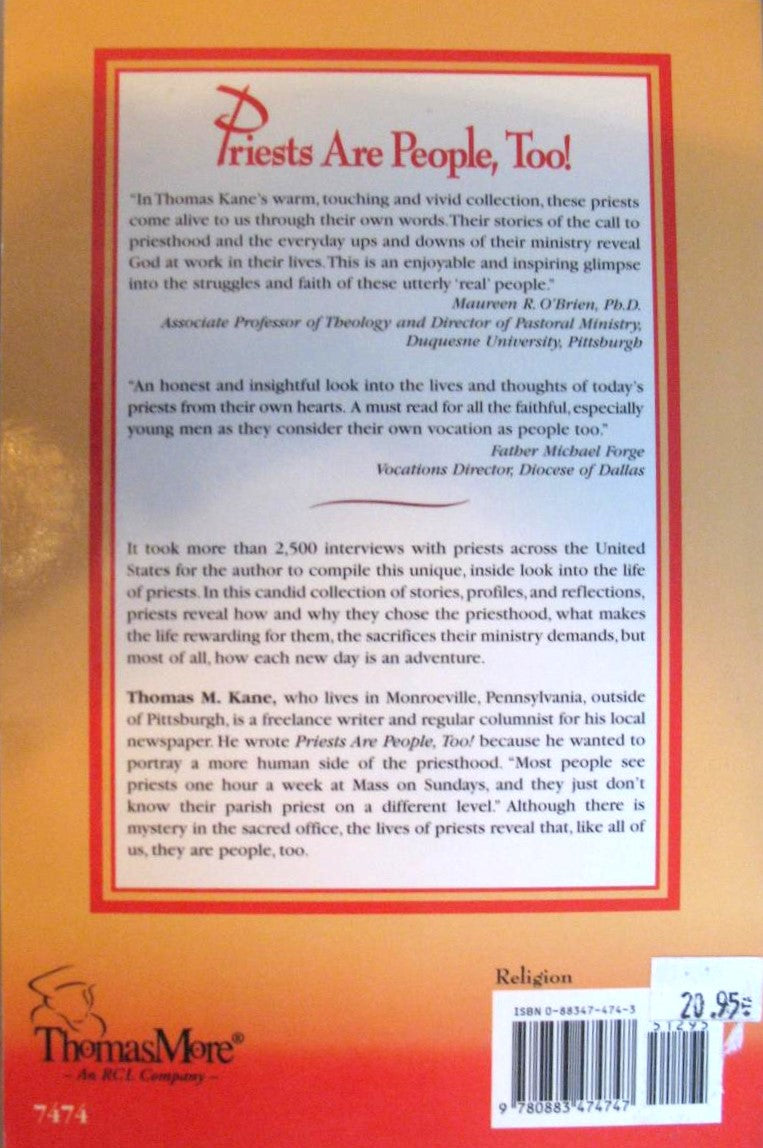 Priests Are People, Too!
"In Thomas Kane's warm, touching and vivid collection, these priests
come alive to us through their own words. Their stories of the call to
priesthood and the everyday ups and downs of their ministry reveal
God at work in their lives. This is an enjoyable and inspiring glimpse
into the struggles and faith of these utterly 'real' people."
Maureen R. O'Brien, Ph.D.
Associate Professor of Theology and Director of Pastoral Ministry,
Duquesne University, Pittsburgh
"An honest and insightful look into the lives and thoughts of today's
priests from their own hearts. A must read for all the faithful, especially
young men as they consider their own vocation as people too."
Father Michael Forge
Vocations Director, Diocese of Dallas
It took more than 2,500 interviews with priests across the United
States for the author to compile this unique, inside look into the life
of priests. In this candid collection of stories, profiles, and reflections,
priests reveal how and why they chose the priesthood, what makes
the life rewarding for them, the sacrifices their ministry demands, but
most of all, how each new day is an adventure.
Thomas M. Kane, who lives in Monroeville, Pennsylvania, outside
of Pittsburgh, is a freelance writer and regular columnist for his local
newspaper. He wrote Priests Are People, Too! because he wanted to
portray a more human side of the priesthood. "Most people see
priests one hour a week at Mass on Sundays, and they just don't
know their parish priest on a different level." Although there is
mystery in the sacred office, the lives of priests reveal that, like all of
us, they are people, too.
Religion
ISBN 0-88347-474-3
20.95
51295
9 780883 474747
ThomasMore®
– An RCL Company –
7474